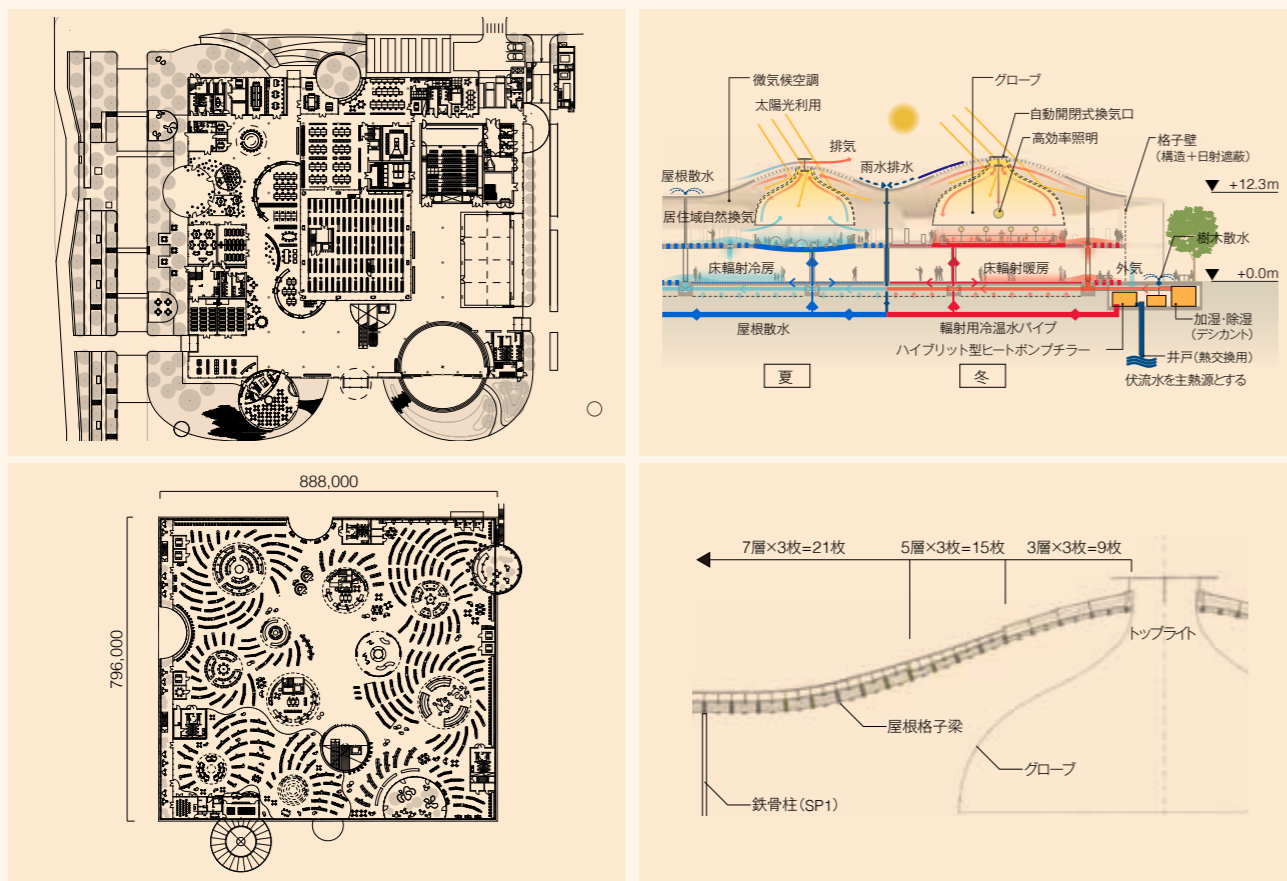 微気候空調
グローブ
太陽光利用
自動開閉式換気口
高効率照明
排気
格子壁
(構造+日射遮蔽)
雨水排水
屋根散水
+12.3m
居住域自然換気
樹木散水
床輻射冷房
床輻射暖房
外気
+0.0m
屋根散水
輻射用冷温水パイプ
加湿・除湿
(デシカント)
ハイブリット型ヒートポンプチラー
井戸(熱交換用)
夏
冬
伏流水を主熱源とする
888,000
796,000
7層×3枚=21枚
5層×3枚=15枚
3層×3枚=9枚
トップライト
屋根格子梁
グローブ
鉄骨柱(SP1)